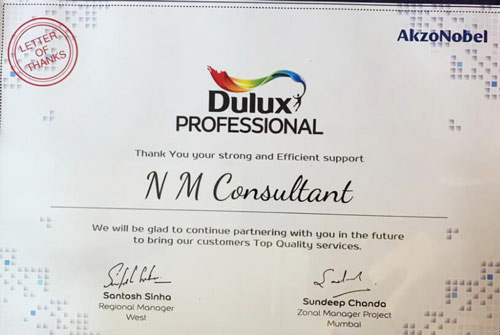 LETTER
OF
THANKS
AkzoNobel
Dulux
PROFESSIONAL
Thank You your strong and Efficient support
N M Consultant
We will be glad to continue partnering with you in the future
to bring our customers Top Quality services.
Santosh Sinha
Regional Manager
West
Sundeep Chanda
Zonal Manager Project
Mumbai